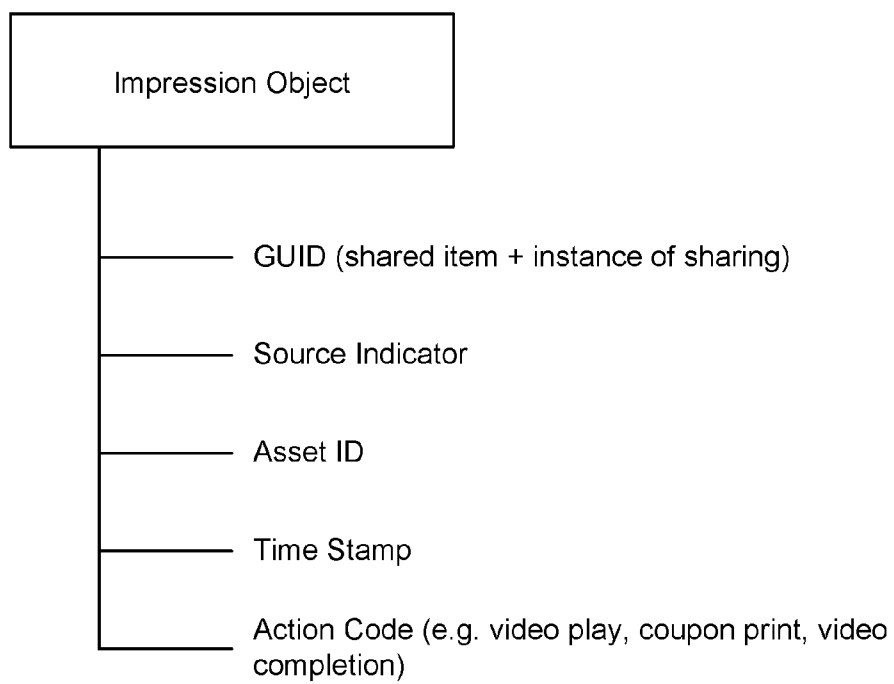 Impression Object
GUID (shared item + instance of sharing)
Source Indicator
Asset ID
Time Stamp
Action Code (e.g. video play, coupon print, video
completion)